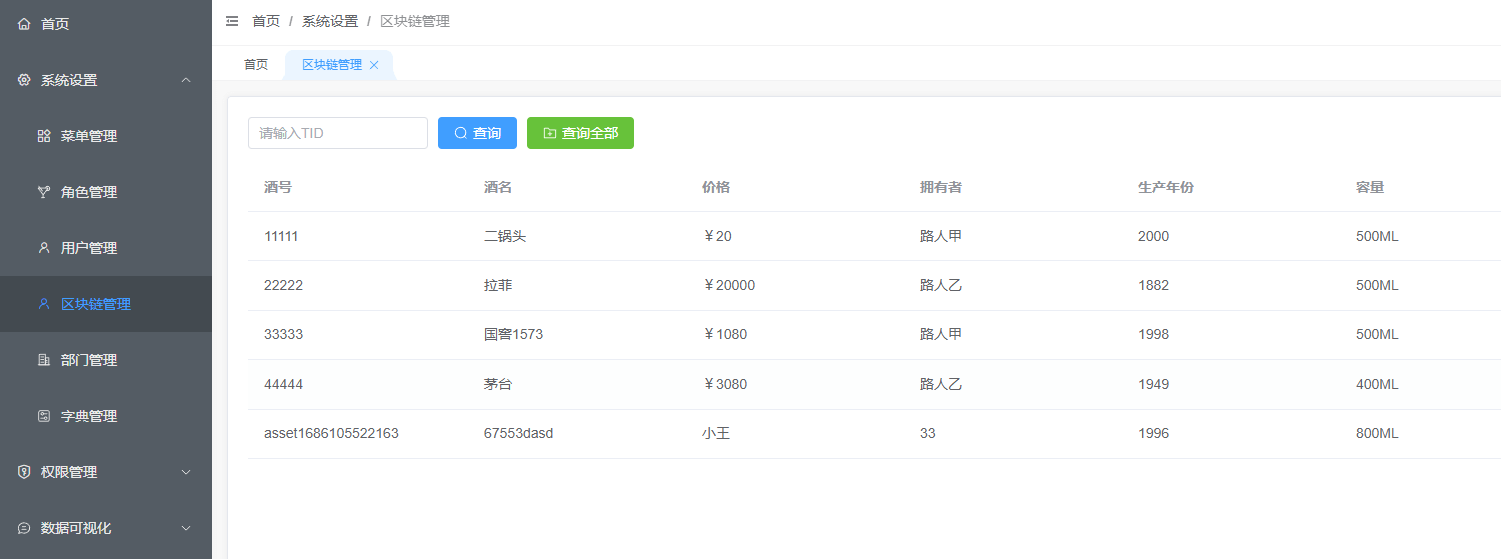 首页
系统设置
菜单管理
角色管理
用户管理
区块链管理
部门管理
字典管理
权限管理
数据可视化
首页 / 系统设置 / 区块链管理
首页 区块链管理
请输入TID 查询 查询全部
酒号 酒名 价格 拥有者 生产年份 容量
11111 二锅头 ￥20 路人甲 2000 500ML
22222 拉菲 ￥20000 路人乙 1882 500ML
33333 国窖1573 ￥1080 路人甲 1998 500ML
44444 茅台 ￥3080 路人乙 1949 400ML
asset1686105522163 67553dasd 小王 33 1996 800ML